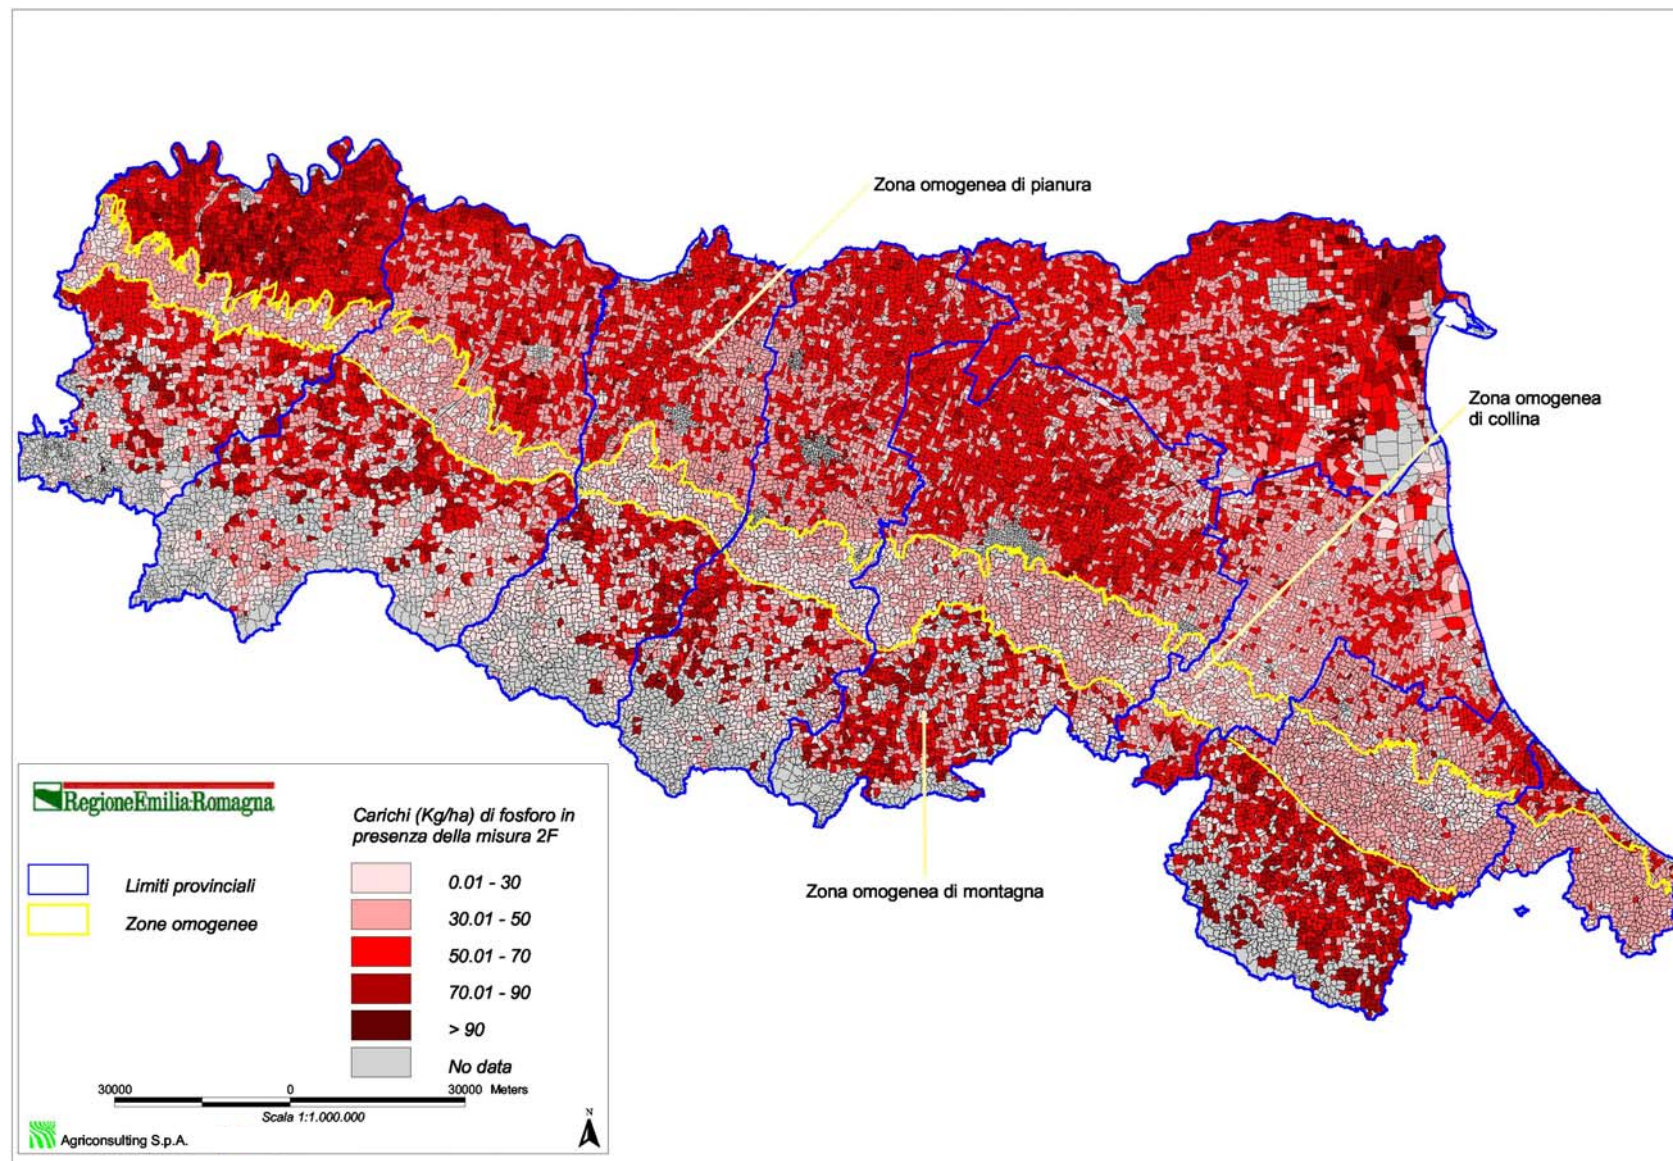 Zona omogenea di pianura
Zona omogenea
di collina
Zona omogenea di montagna
RegioneEmilia-Romagna
Limiti provinciali
Zone omogenee
Carichi (Kg/ha) di fosforo in
presenza della misura 2F
0.01 - 30
30.01 - 50
50.01 - 70
70.01 - 90
> 90
No data
30000 0 30000 Meters
Scala 1:1.000.000
Agriconsulting S.p.A.
N